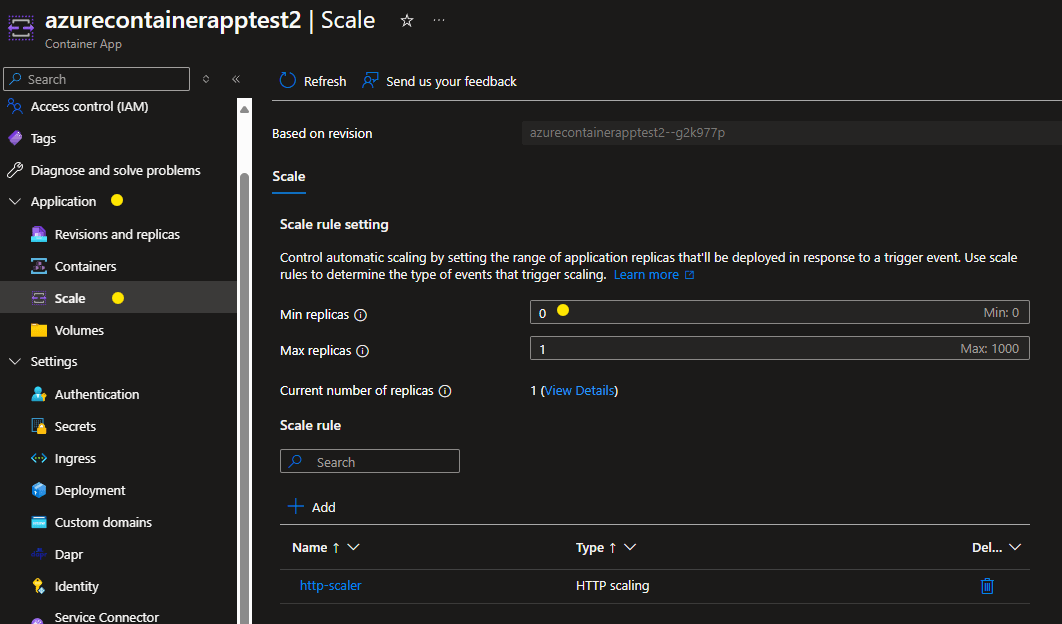 azurecontainerapptest2 | Scale
Container App
Search
Access control (IAM)
Tags
Diagnose and solve problems
Application
Revisions and replicas
Containers
Scale
Volumes
Settings
Authentication
Secrets
Ingress
Deployment
Custom domains
Dapr
Identity
Service Connector
Refresh
Send us your feedback
Based on revision
azurecontainerapptest2--g2k977p
Scale
Scale rule setting
Control automatic scaling by setting the range of application replicas that'll be deployed in response to a trigger event. Use scale
rules to determine the type of events that trigger scaling. Learn more
Min replicas
0
Min: 0
Max replicas
1
Max: 1000
Current number of replicas
1 (View Details)
Scale rule
Search
Add
Name ↑
Type ↑
Del...
http-scaler
HTTP scaling